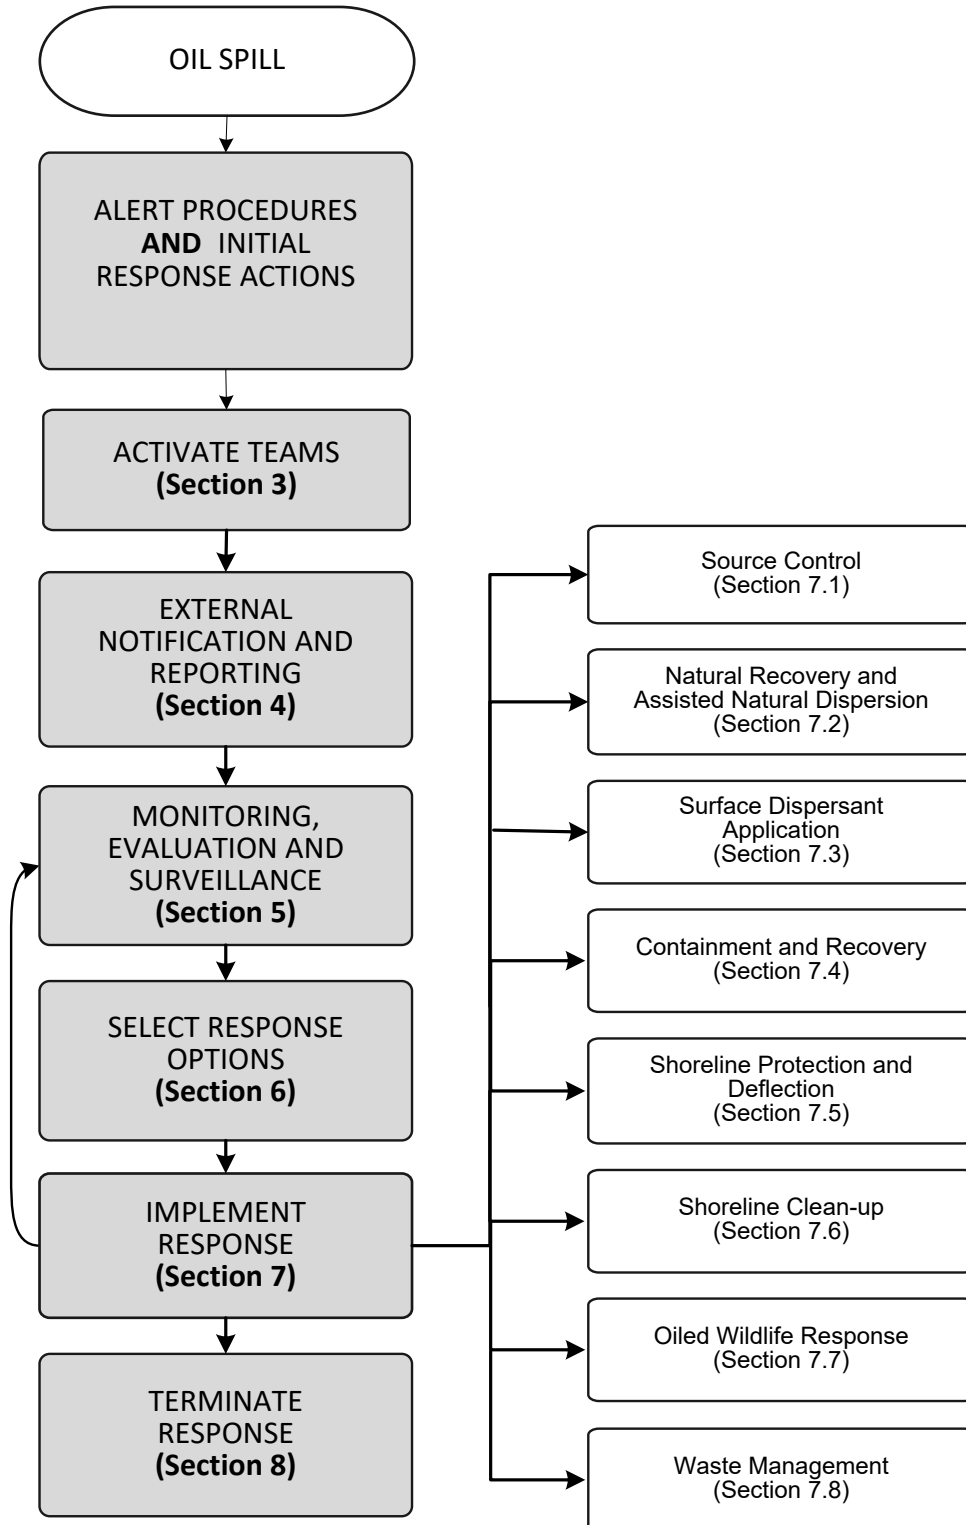 OIL SPILL
ALERT PROCEDURES
AND INITIAL
RESPONSE ACTIONS
ACTIVATE TEAMS
(Section 3)
EXTERNAL
NOTIFICATION AND
REPORTING
(Section 4)
MONITORING,
EVALUATION AND
SURVEILLANCE
(Section 5)
SELECT RESPONSE
OPTIONS
(Section 6)
IMPLEMENT
RESPONSE
(Section 7)
TERMINATE
RESPONSE
(Section 8)
Source Control
(Section 7.1)
Natural Recovery and
Assisted Natural Dispersion
(Section 7.2)
Surface Dispersant
Application
(Section 7.3)
Containment and Recovery
(Section 7.4)
Shoreline Protection and
Deflection
(Section 7.5)
Shoreline Clean-up
(Section 7.6)
Oiled Wildlife Response
(Section 7.7)
Waste Management
(Section 7.8)